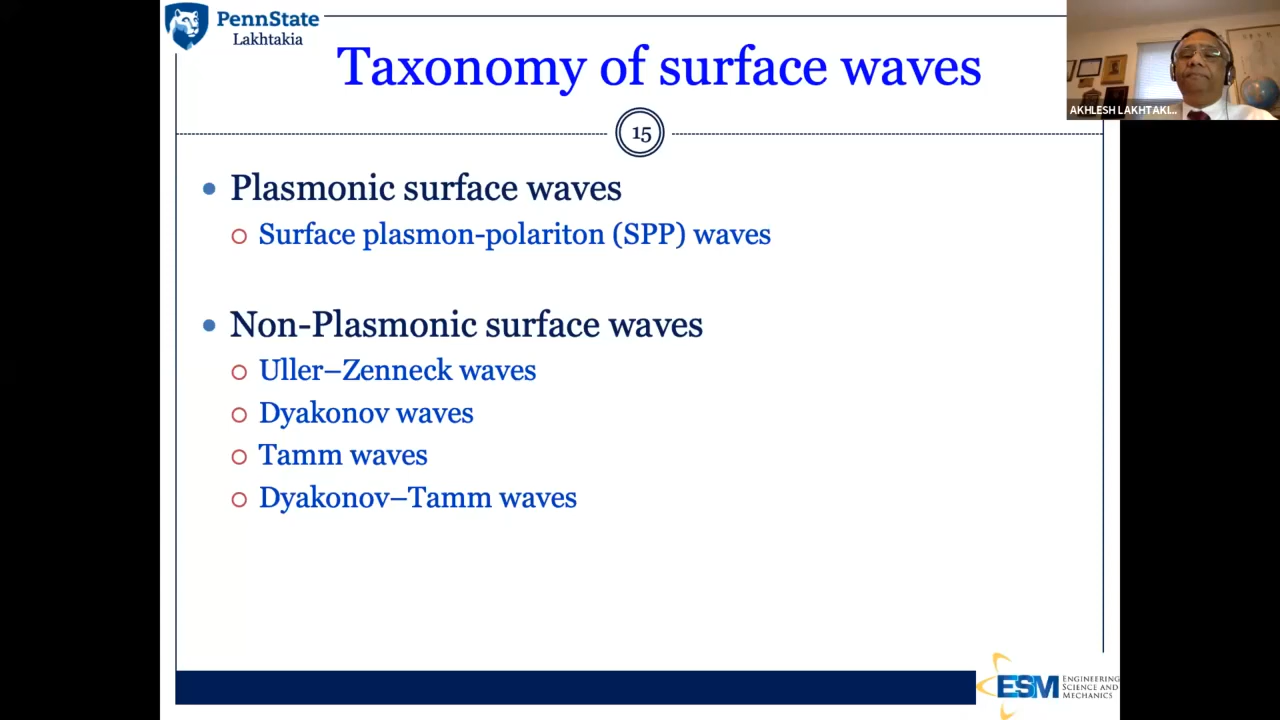 PennState
Lakhtakia
Taxonomy of surface waves
AKHLESH LAKHTAKI...
15
Plasmonic surface waves
Surface plasmon-polariton (SPP) waves
Non-Plasmonic surface waves
Uller–Zenneck waves
Dyakonov waves
Tamm waves
Dyakonov–Tamm waves
ESM
ENGINEERING
SCIENCE AND
MECHANICS